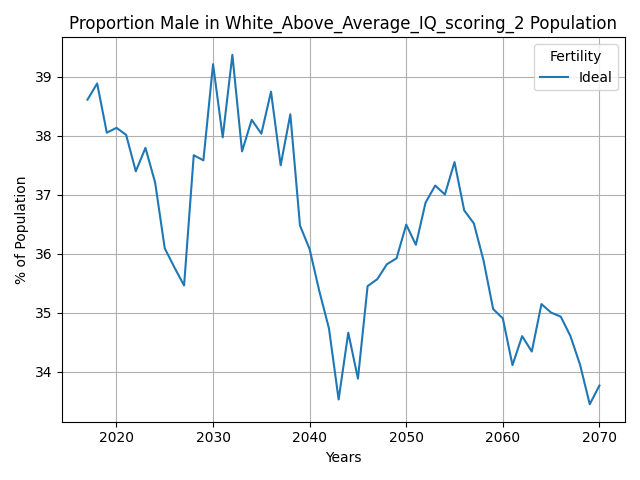 Proportion Male in White_Above_Average_IQ_scoring_2 Population
Fertility
Ideal
39
38
37
36
35
34
% of Population
2020 2030 2040 2050 2060 2070
Years